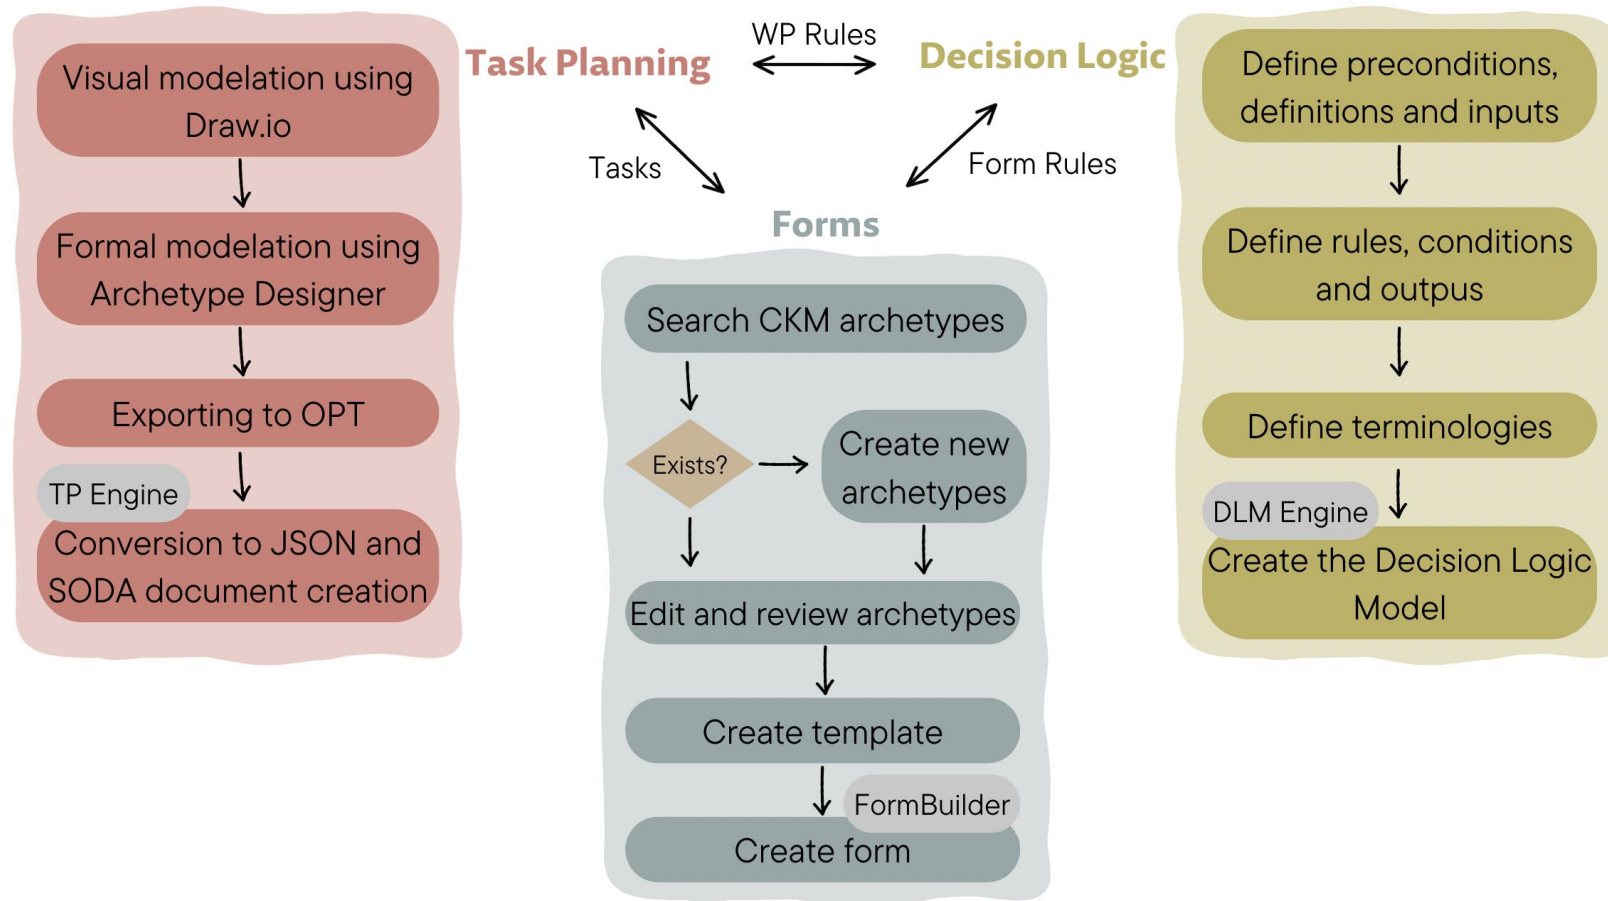 Visual modelation using
Draw.io
Formal modelation using
Archetype Designer
Exporting to OPT
TP Engine
Conversion to JSON and
SODA document creation
Task Planning
WP Rules
Decision Logic
Tasks
Form Rules
Forms
Search CKM archetypes
Exists?
Create new
archetypes
Edit and review archetypes
Create template
FormBuilder
Create form
Define preconditions,
definitions and inputs
Define rules, conditions
and outpus
Define terminologies
DLM Engine
Create the Decision Logic
Model